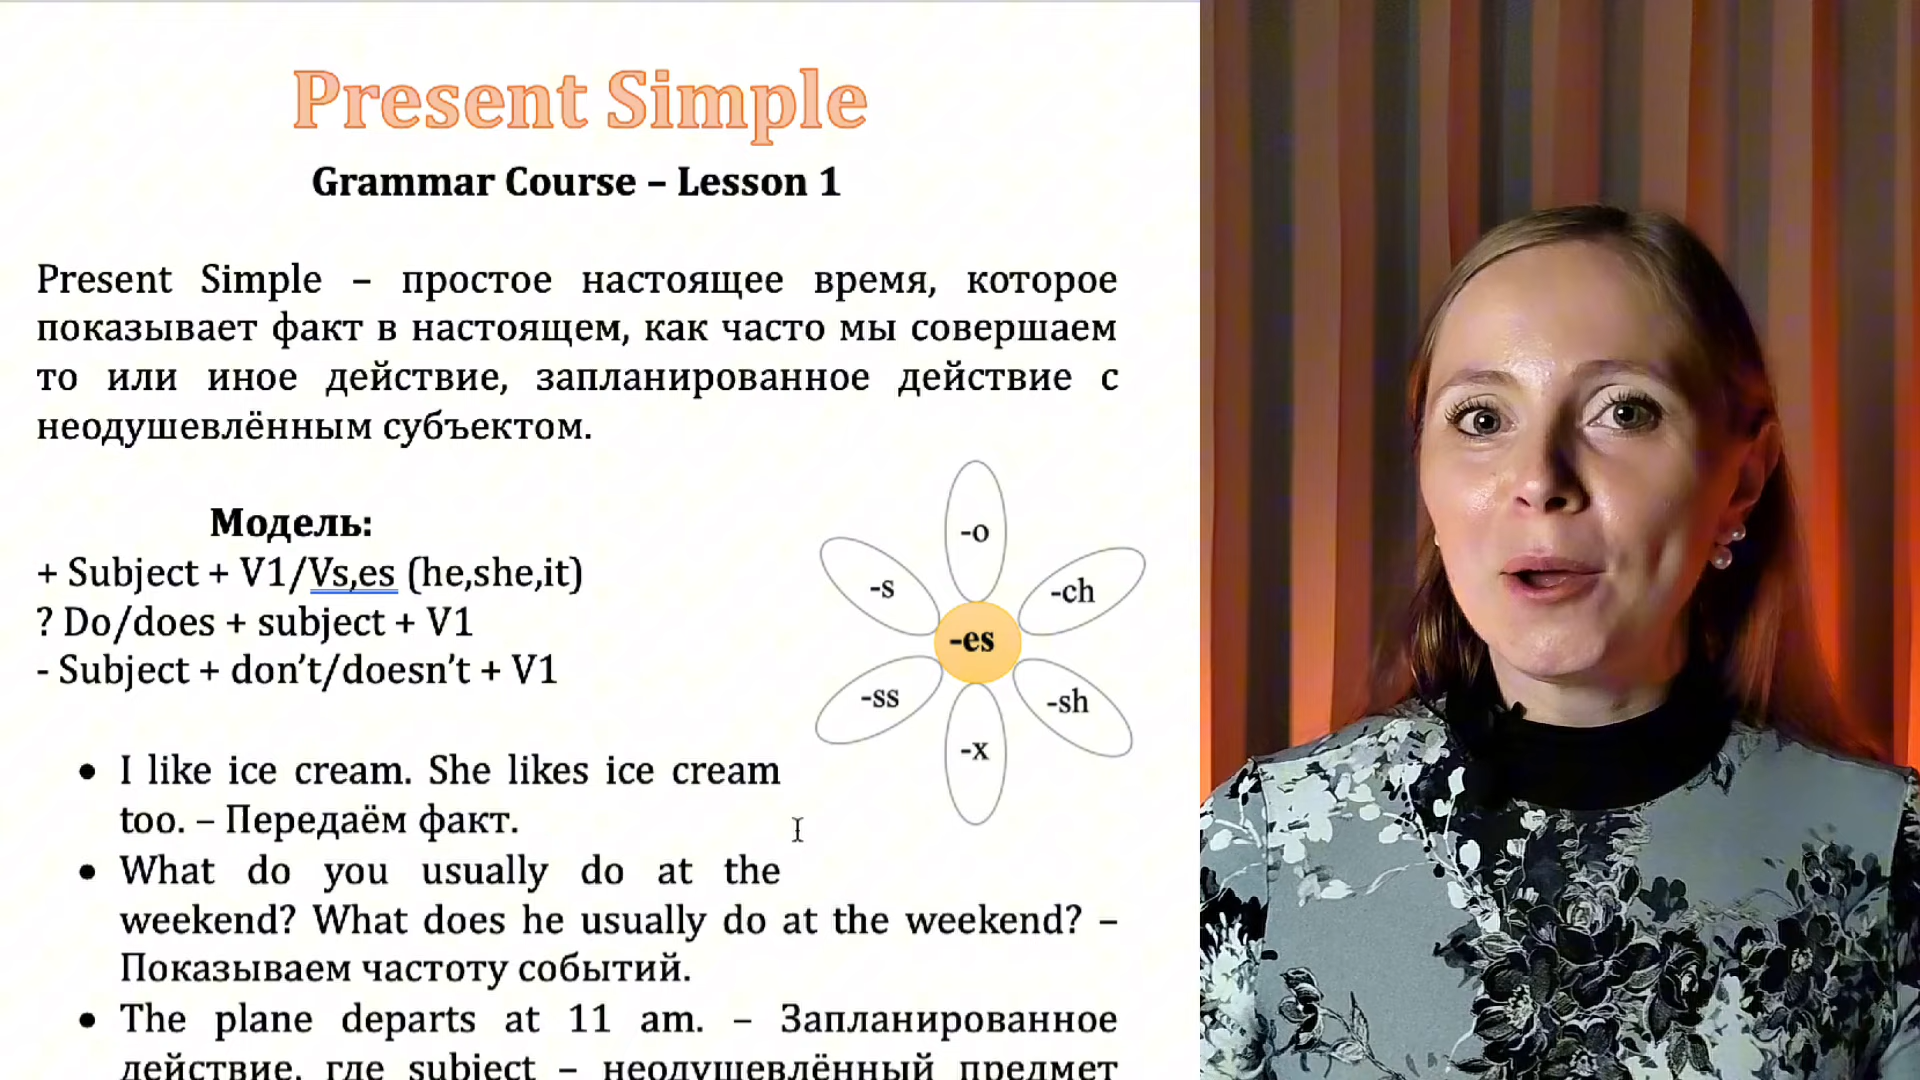 Present Simple
Grammar Course – Lesson 1
Present Simple – простое настоящее время, которое
показывает факт в настоящем, как часто мы совершаем
то или иное действие, запланированное действие с
неодушевлённым субъектом.
Модель:
+ Subject + V1/Vs,es (he,she,it)
? Do/does + subject + V1
- Subject + don’t/doesn’t + V1
-o
-s
-ch
-es
-ss
-sh
-x
• I like ice cream. She likes ice cream
too. – Передаём факт.
• What do you usually do at the
weekend? What does he usually do at the weekend? –
Показываем частоту событий.
• The plane departs at 11 am. – Запланированное
действие, где subject – неодушевлённый предмет